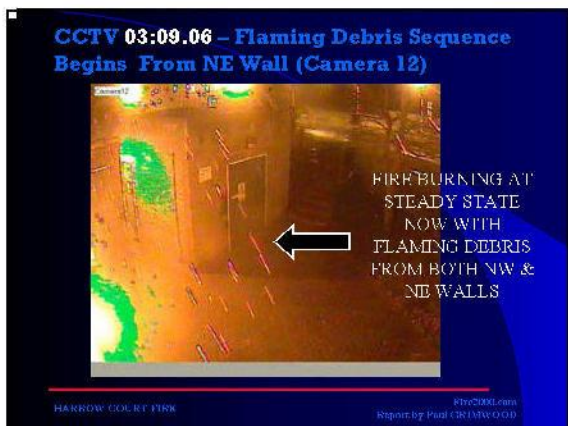 CCTV 03:09.06 – Flaming Debris Sequence
Begins From NE Wall (Camera 12)
Camera12
FIRE BURNING AT
STEADY STATE
NOW WITH
FLAMING DEBRIS
FROM BOTH NW &
NE WALLS
HARROW COURT FIRE
Fire2000.com
Report by Paul GRIMWOOD